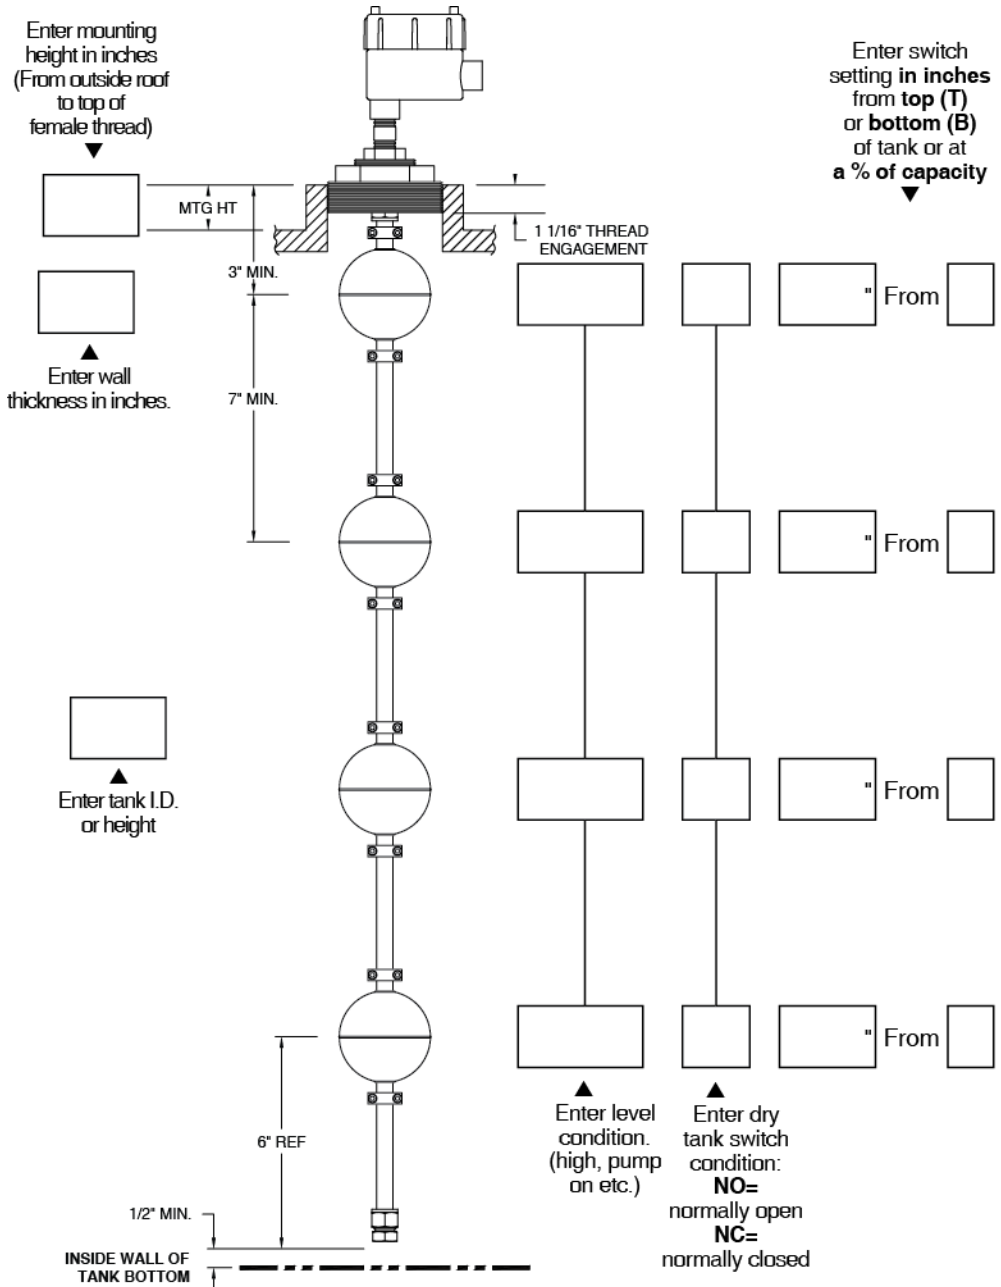 Enter mounting
height in inches
(From outside roof
to top of
female thread)
Enter switch
setting in inches
from top (T)
or bottom (B)
of tank or at
a % of capacity
MTG HT
1 1/16" THREAD
ENGAGEMENT
3" MIN.
" From
Enter wall
thickness in inches.
7" MIN.
" From
Enter tank I.D.
or height
" From
" From
6" REF
Enter level
condition.
(high, pump
on etc.)
Enter dry
tank switch
condition:
NO=
normally open
NC=
normally closed
1/2" MIN.
INSIDE WALL OF
TANK BOTTOM